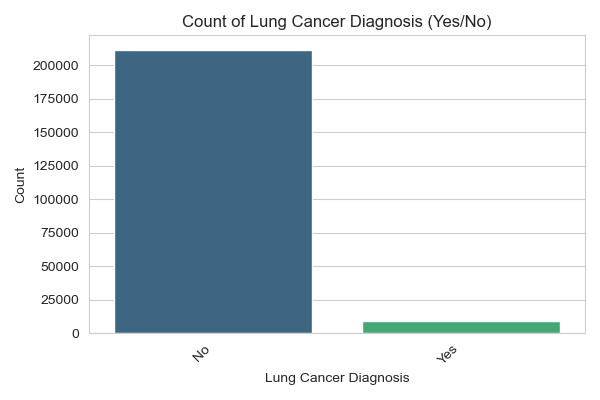 Count of Lung Cancer Diagnosis (Yes/No)
200000
175000
150000
125000
100000
75000
50000
25000
0
Count
No
Yes
Lung Cancer Diagnosis